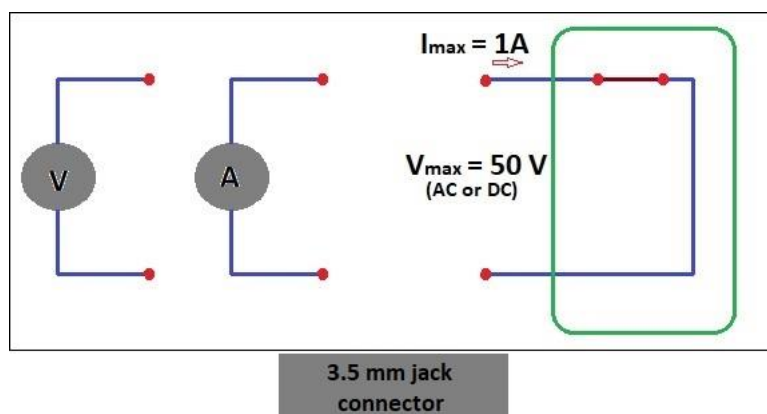 Imax = 1A
V
A
Vmax = 50 V
(AC or DC)
3.5 mm jack
connector